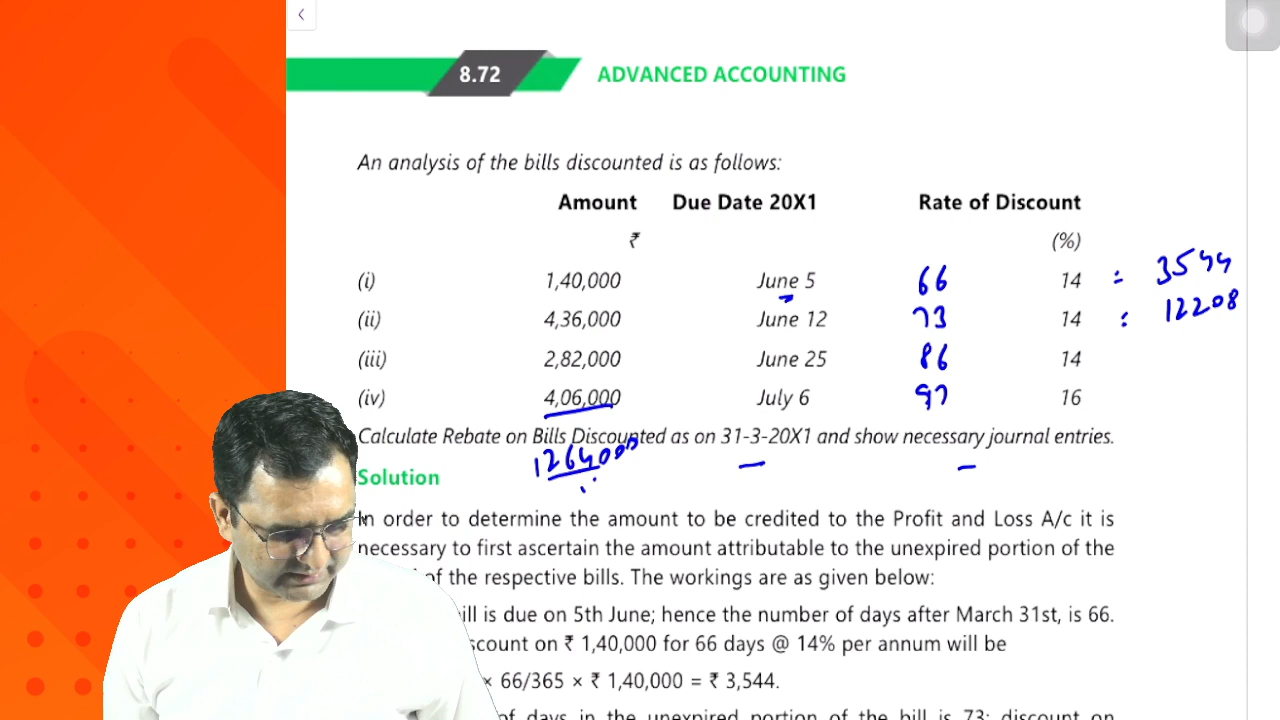 8.72 ADVANCED ACCOUNTING
An analysis of the bills discounted is as follows:
Amount Due Date 20X1 Rate of Discount
₹ (%)
(i) 1,40,000 June 5 66 14 = 3544
(ii) 4,36,000 June 12 73 14 = 12208
(iii) 2,82,000 June 25 86 14
(iv) 4,06,000 July 6 97 16
Calculate Rebate on Bills Discounted as on 31-3-20X1 and show necessary journal entries.
1264000
Solution
In order to determine the amount to be credited to the Profit and Loss A/c it is
necessary to first ascertain the amount attributable to the unexpired portion of the
of the respective bills. The workings are as given below:
is due on 5th June; hence the number of days after March 31st, is 66.
on ₹ 1,40,000 for 66 days @ 14% per annum will be
× 66/365 × ₹ 1,40,000 = ₹ 3,544.
of days in the unexpired portion of the bill is 73: discount on